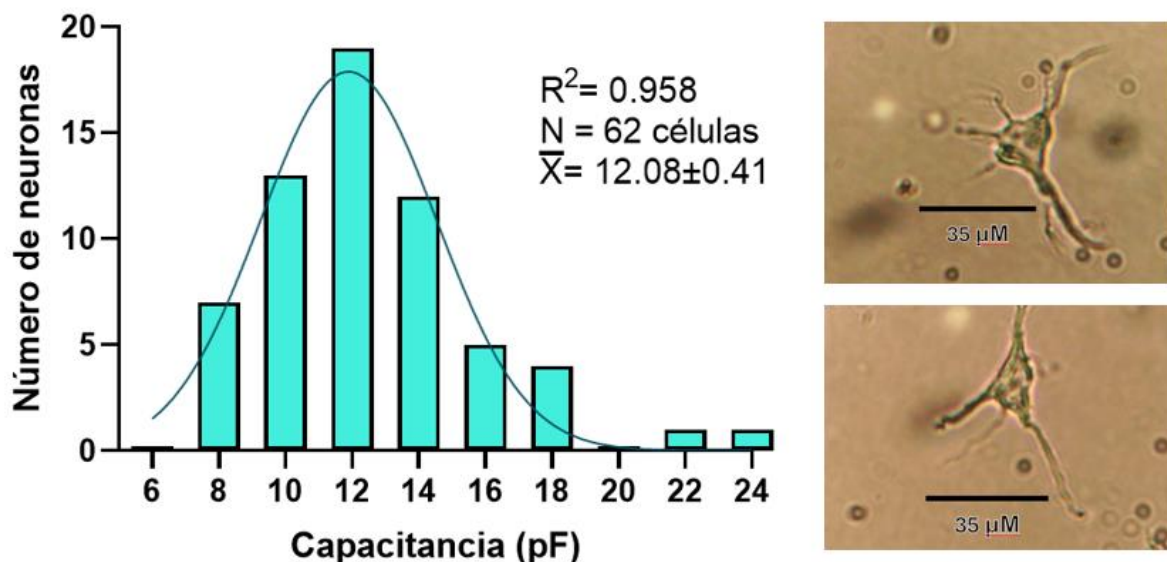 Número de neuronas
20
15
10
5
0
6 8 10 12 14 16 18 20 22 24
Capacitancia (pF)
R²= 0.958
N = 62 células
X̅= 12.08±0.41
35 µM
35 µM